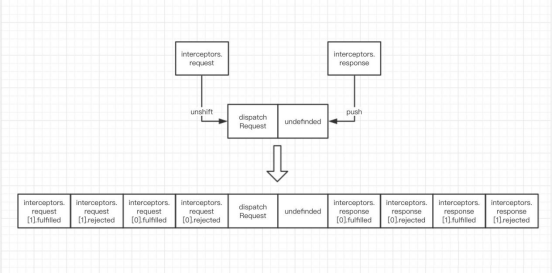 interceptors.
request
interceptors.
response
unshift
push
dispatch
Request
undefinded
interceptors.
request
[1].fulfilled
interceptors.
request
[1].rejected
interceptors.
request
[0].fulfilled
interceptors.
request
[0].rejected
dispatch
Request
undefinded
interceptors.
response
[0].fulfilled
interceptors.
response
[0].rejected
interceptors.
response
[1].fulfilled
interceptors.
response
[1].rejected